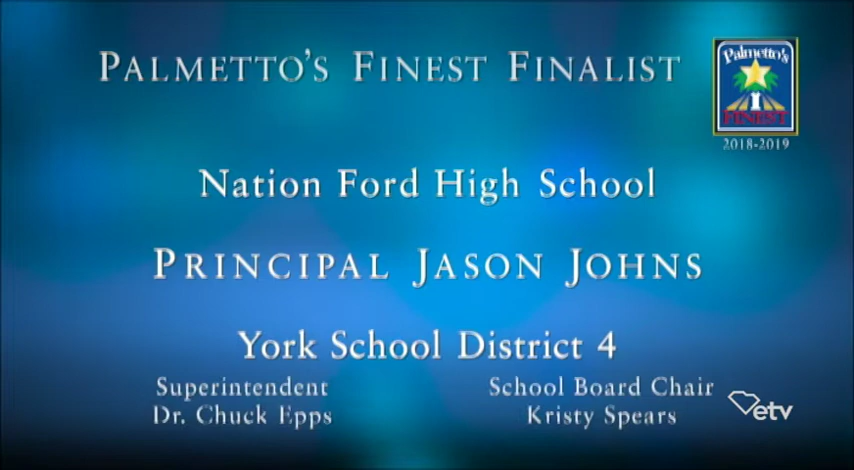 PALMETTO'S FINEST FINALIST
Palmetto's
1
FINEST
2018-2019
Nation Ford High School
PRINCIPAL JASON JOHNS
York School District 4
Superintendent
Dr. Chuck Epps
School Board Chair
Kristy Spears
etv